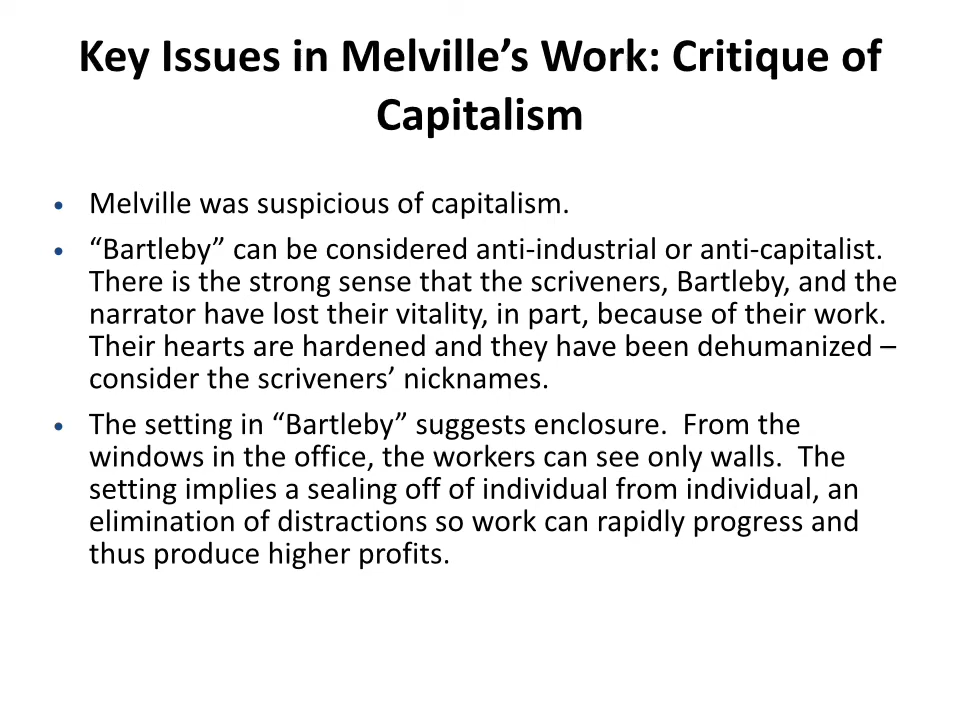 Key Issues in Melville’s Work: Critique of
Capitalism
• Melville was suspicious of capitalism.
• “Bartleby” can be considered anti-industrial or anti-capitalist.
There is the strong sense that the scriveners, Bartleby, and the
narrator have lost their vitality, in part, because of their work.
Their hearts are hardened and they have been dehumanized –
consider the scriveners’ nicknames.
• The setting in “Bartleby” suggests enclosure.  From the
windows in the office, the workers can see only walls.  The
setting implies a sealing off of individual from individual, an
elimination of distractions so work can rapidly progress and
thus produce higher profits.